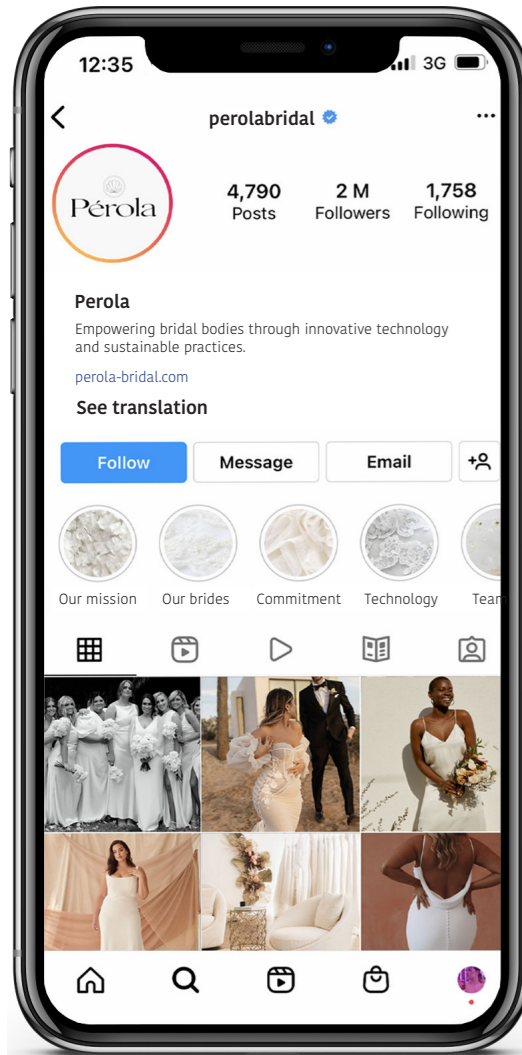 12:35
3G
perolabridal
Pérola
4,790
2 M
1,758
Posts
Followers
Following
Perola
Empowering bridal bodies through innovative technology
and sustainable practices.
perola-bridal.com
See translation
Follow
Message
Email
Our mission
Our brides
Commitment
Technology
Team